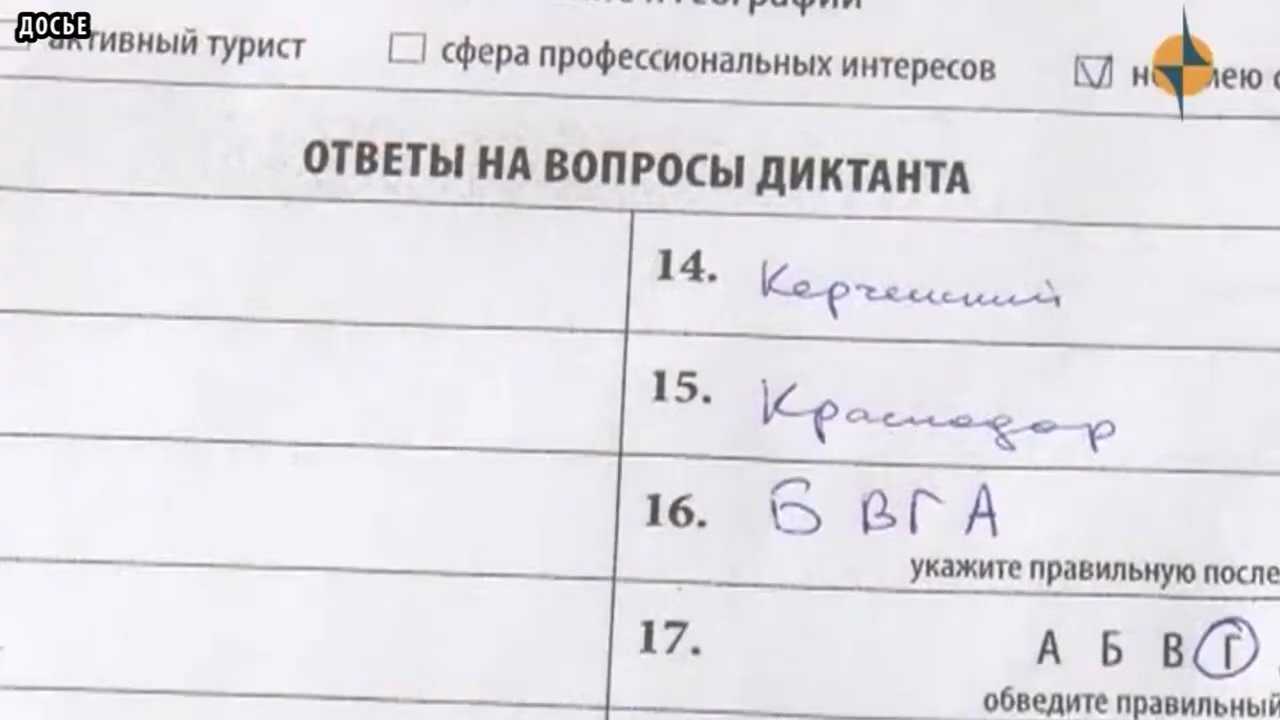 ДОСЬЕ
активный турист
сфера профессиональных интересов
ОТВЕТЫ НА ВОПРОСЫ ДИКТАНТА
14. Керченский
15. Краснодар
16. Б В Г А
укажите правильную после
17. А Б В Г
обведите правильный